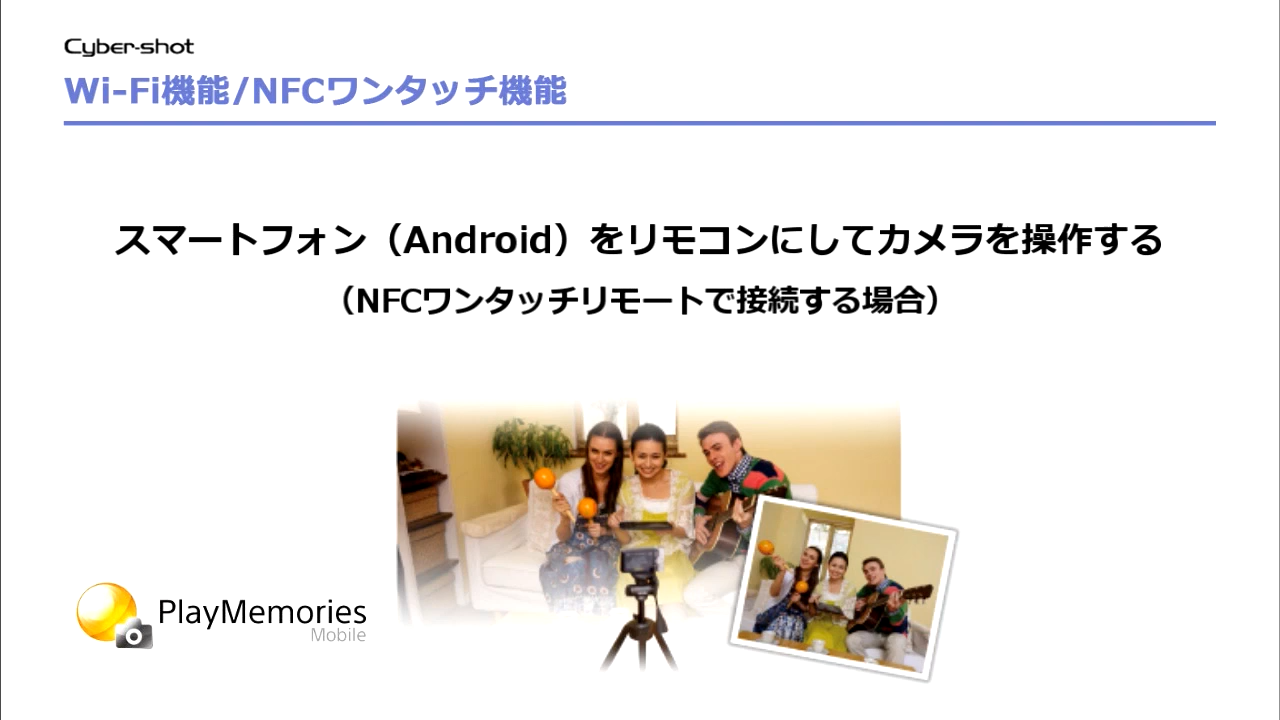 Cyber-shot
Wi-Fi機能/NFCワンタッチ機能
スマートフォン（Android）をリモコンにしてカメラを操作する
（NFCワンタッチリモートで接続する場合）
PlayMemories
Mobile